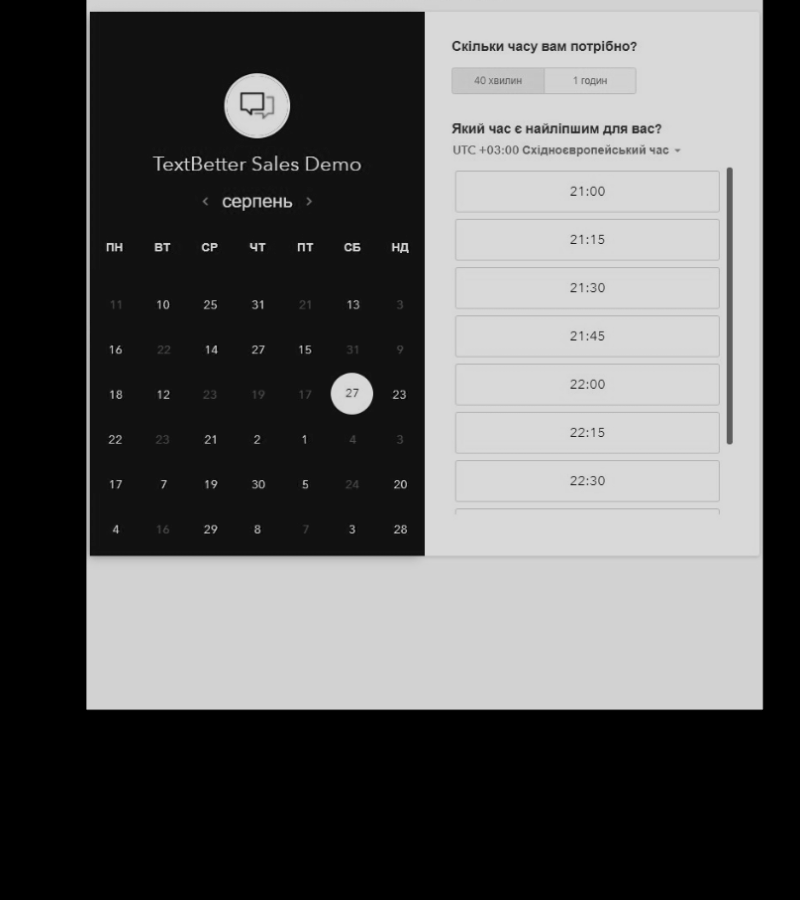 TextBetter Sales Demo
серпень
ПН ВТ СР ЧТ ПТ СБ НД
11 10 25 31 21 13 3
16 22 14 27 15 31 9
18 12 23 19 17 27 23
22 23 21 2 1 4 3
17 7 19 30 5 24 20
4 16 29 8 7 3 28
Скільки часу вам потрібно?
40 хвилин 1 годин
Який час є найліпшим для вас?
UTC +03:00 Східноєвропейський час
21:00
21:15
21:30
21:45
22:00
22:15
22:30